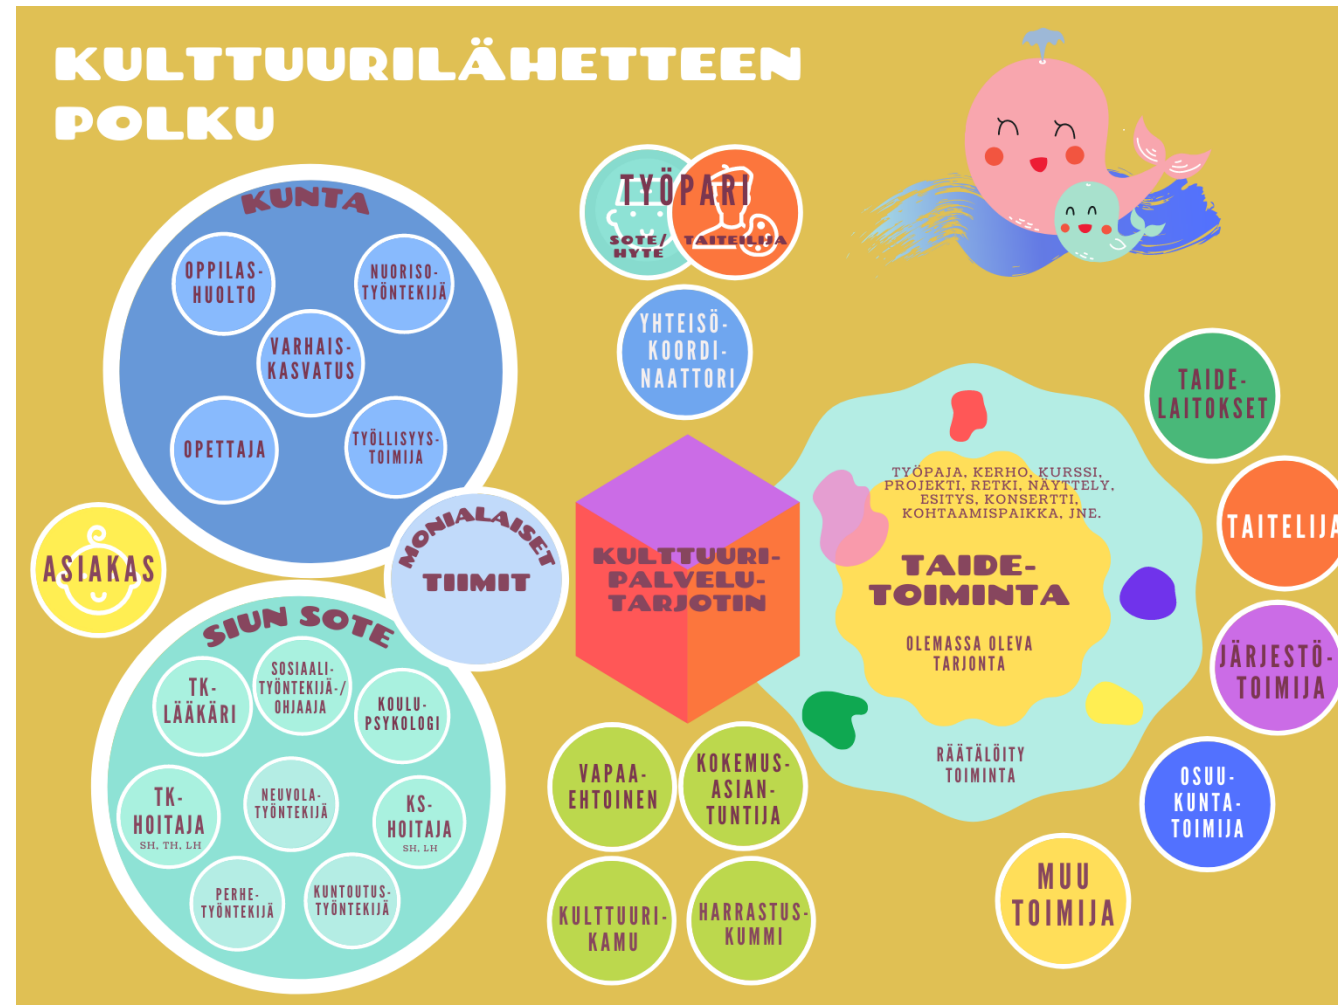 KULTTUURILÄHETTEEN
POLKU
KUNTA
OPPILAS-
HUOLTO
NUORISO-
TYÖNTEKIJÄ
VARHAIS-
KASVATUS
OPETTAJA
TYÖLLISYYS-
TOIMIJA
ASIAKAS
MONIALAISET
TIIMIT
SIUN SOTE
TK-
LÄÄKÄRI
SOSIAALI-
TYÖNTEKIJÄ-/
OHJAAJA
KOULU-
PSYKOLOGI
TK-
HOITAJA
SH, TH, LH
NEUVOLA-
TYÖNTEKIJÄ
KS-
HOITAJA
SH, LH
PERHE-
TYÖNTEKIJÄ
KUNTOUTUS-
TYÖNTEKIJÄ
TYÖPARI
SOTE/
HYTE
TAITEILIJA
YHTEISÖ-
KOORDI-
NAATTORI
KULTTUURI-
PALVELU-
TARJOTIN
VAPAA-
EHTOINEN
KOKEMUS-
ASIAN-
TUNTIJA
KULTTUURI-
KAMU
HARRASTUS-
KUMMI
TYÖPAJA, KERHO, KURSSI,
PROJEKTI, RETKI, NÄYTTELY,
ESITYS, KONSERTTI,
KOHTAAMISPAIKKA, JNE.
TAIDE-
TOIMINTA
OLEMASSA OLEVA
TARJONTA
RÄÄTÄLÖITY
TOIMINTA
TAIDE-
LAITOKSET
TAITELIJA
JÄRJESTÖ-
TOIMIJA
OSUU-
KUNTA-
TOIMIJA
MUU
TOIMIJA